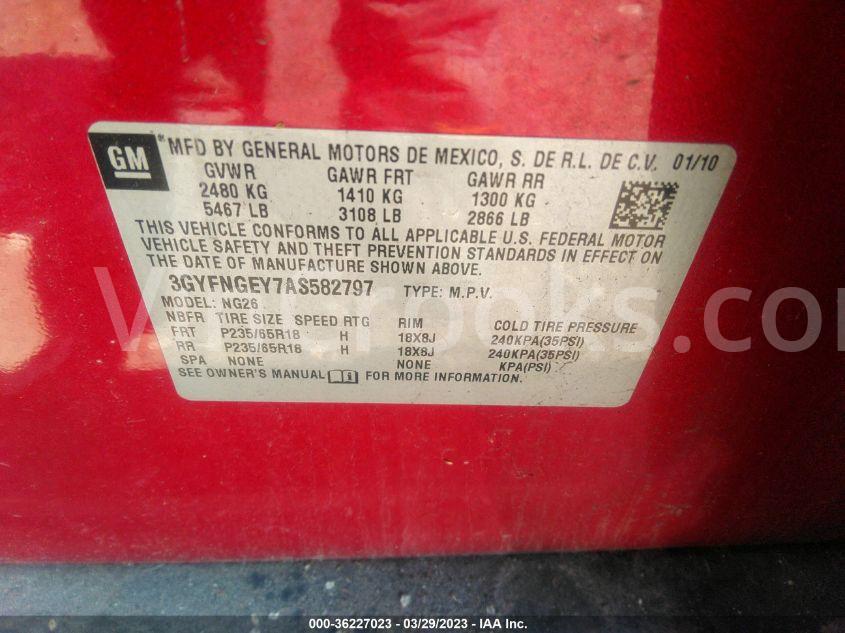 GM MFD BY GENERAL MOTORS DE MEXICO, S. DE R.L. DE C.V. 01/10
GVWR GAWR FRT GAWR RR
2480 KG 1410 KG 1300 KG
5467 LB 3108 LB 2866 LB
THIS VEHICLE CONFORMS TO ALL APPLICABLE U.S. FEDERAL MOTOR
VEHICLE SAFETY AND THEFT PREVENTION STANDARDS IN EFFECT ON
THE DATE OF MANUFACTURE SHOWN ABOVE.
3GYFNGEY7AS582797 TYPE: M.P.V.
MODEL: NG26
NBFR TIRE SIZE SPEED RTG RIM COLD TIRE PRESSURE
FRT P235/65R18 H 18X8J 240KPA(35PSI)
RR P235/65R18 H 18X8J 240KPA(35PSI)
SPA NONE NONE KPA(PSI)
SEE OWNER'S MANUAL FOR MORE INFORMATION.
000-36227023 - 03/29/2023 - IAA Inc.